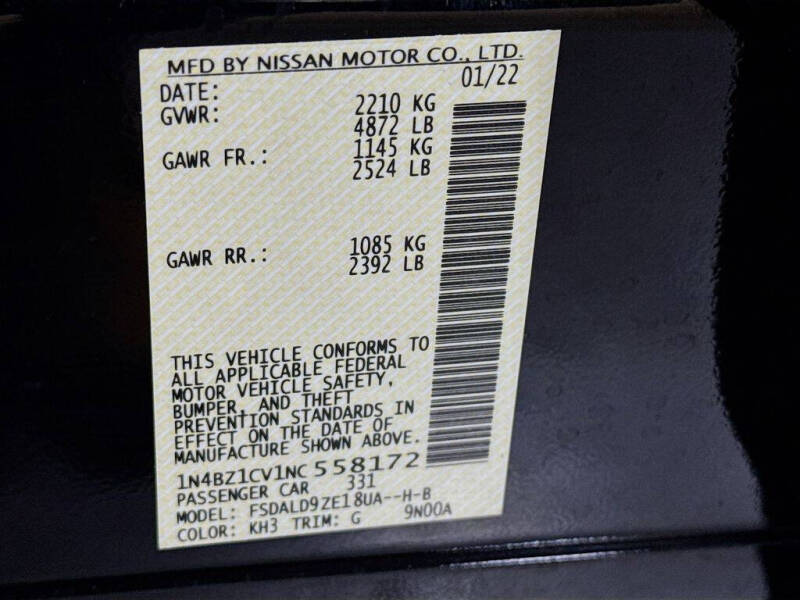 MFD BY NISSAN MOTOR CO., LTD.
DATE: 01/22
GVWR: 2210 KG
4872 LB
GAWR FR.: 1145 KG
2524 LB
GAWR RR.: 1085 KG
2392 LB
THIS VEHICLE CONFORMS TO
ALL APPLICABLE FEDERAL
MOTOR VEHICLE SAFETY,
BUMPER, AND THEFT
PREVENTION STANDARDS IN
EFFECT ON THE DATE OF
MANUFACTURE SHOWN ABOVE.
1N4BZ1CV1NC558172
PASSENGER CAR 331
MODEL: FSDALD9ZE18UA--H-B
COLOR: KH3 TRIM: G 9N00A